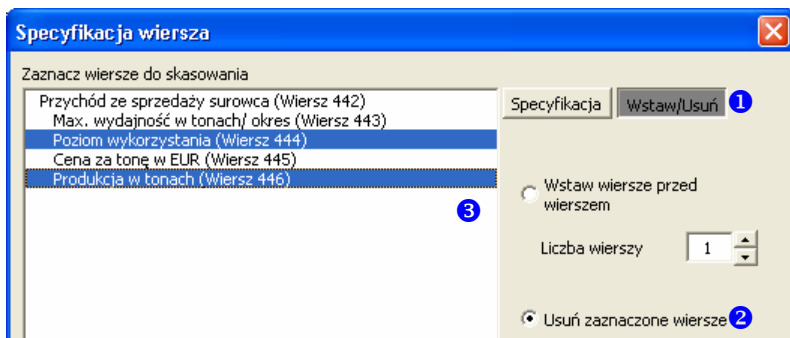 Specyfikacja wiersza
Zaznacz wiersze do skasowania
Przychód ze sprzedaży surowca (Wiersz 442)
Max. wydajność w tonach/ okres (Wiersz 443)
Poziom wykorzystania (Wiersz 444)
Cena za tonę w EUR (Wiersz 445)
Produkcja w tonach (Wiersz 446)
3
Specyfikacja Wstaw/Usuń 1
Wstaw wiersze przed
wierszem
Liczba wierszy 1
Usuń zaznaczone wiersze 2